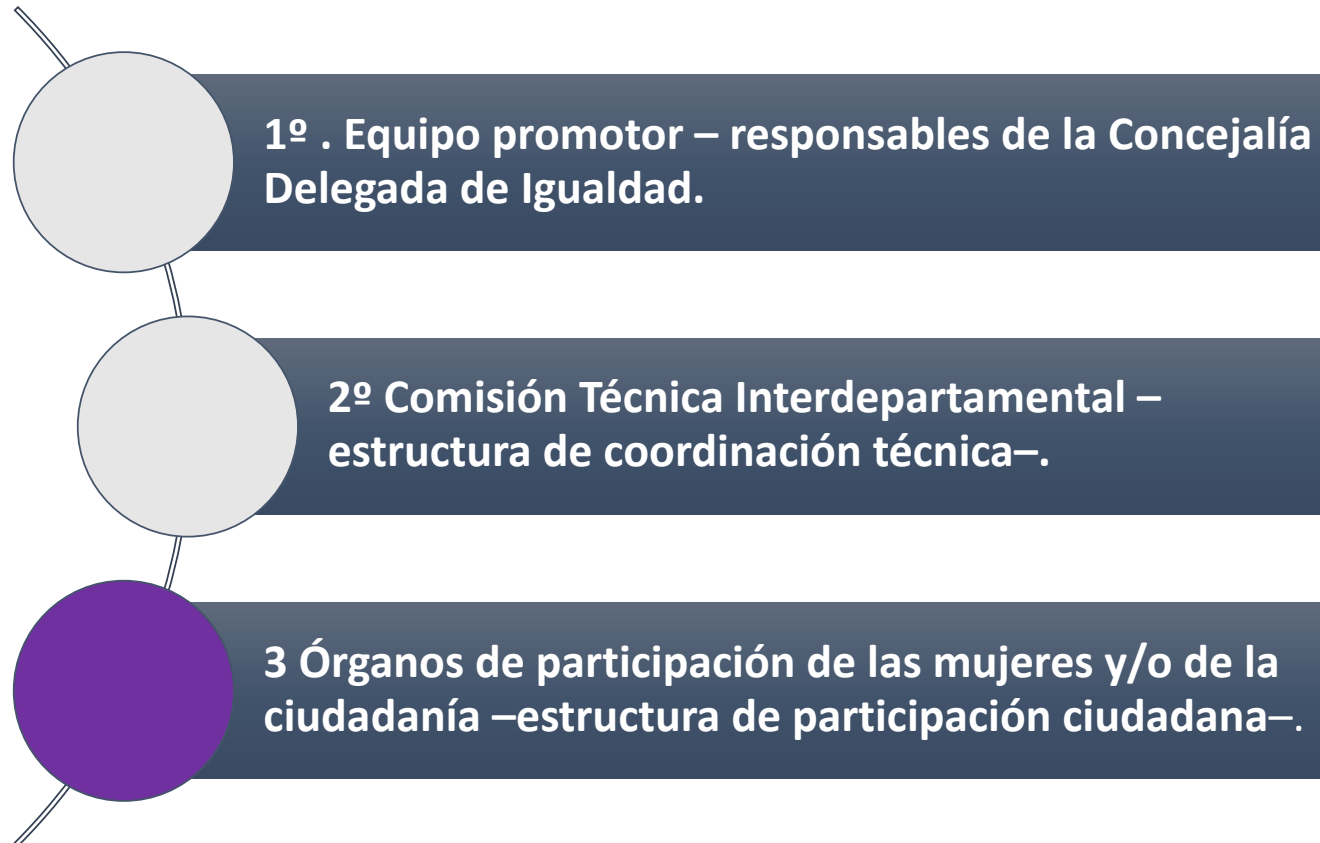 1º . Equipo promotor – responsables de la Concejalía
Delegada de Igualdad.
2º Comisión Técnica Interdepartamental –
estructura de coordinación técnica–.
3 Órganos de participación de las mujeres y/o de la
ciudadanía –estructura de participación ciudadana–.